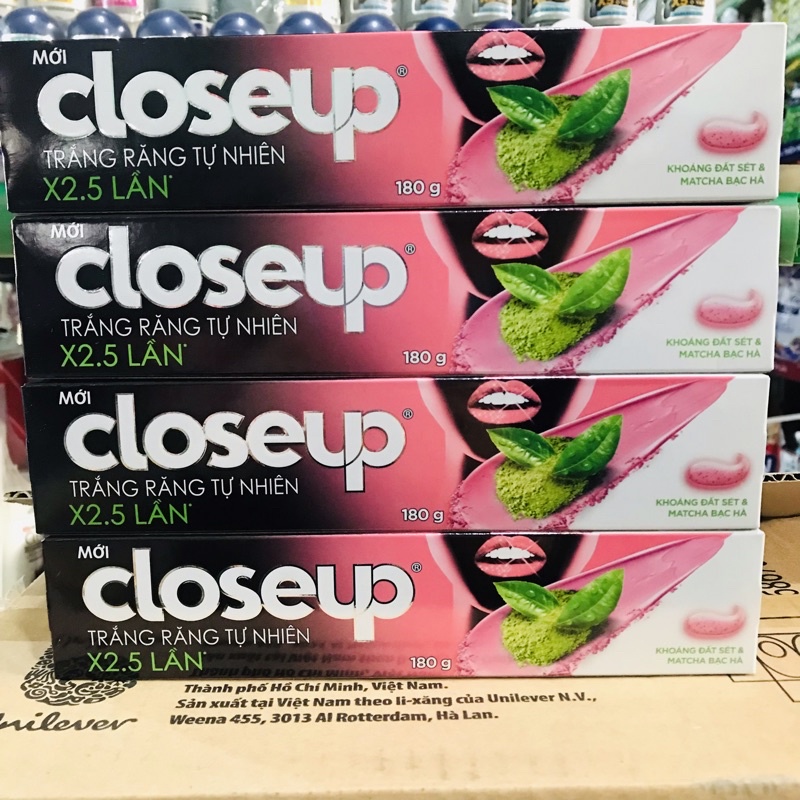 MỚI
closeup®
TRẮNG RĂNG TỰ NHIÊN
X2.5 LẦN*
180 g
KHOÁNG ĐẤT SÉT &
MATCHA BẠC HÀ
MỚI
closeup®
TRẮNG RĂNG TỰ NHIÊN
X2.5 LẦN*
180 g
KHOÁNG ĐẤT SÉT &
MATCHA BẠC HÀ
MỚI
closeup®
TRẮNG RĂNG TỰ NHIÊN
X2.5 LẦN*
180 g
KHOÁNG ĐẤT SÉT &
MATCHA BẠC HÀ
MỚI
closeup®
TRẮNG RĂNG TỰ NHIÊN
X2.5 LẦN*
180 g
KHOÁNG ĐẤT SÉT &
MATCHA BẠC HÀ
Thành phố Hồ Chí Minh, Việt Nam.
Sản xuất tại Việt Nam theo li-xăng của Unilever N.V.,
Weena 455, 3013 Al Rotterdam, Hà Lan.
Unilever